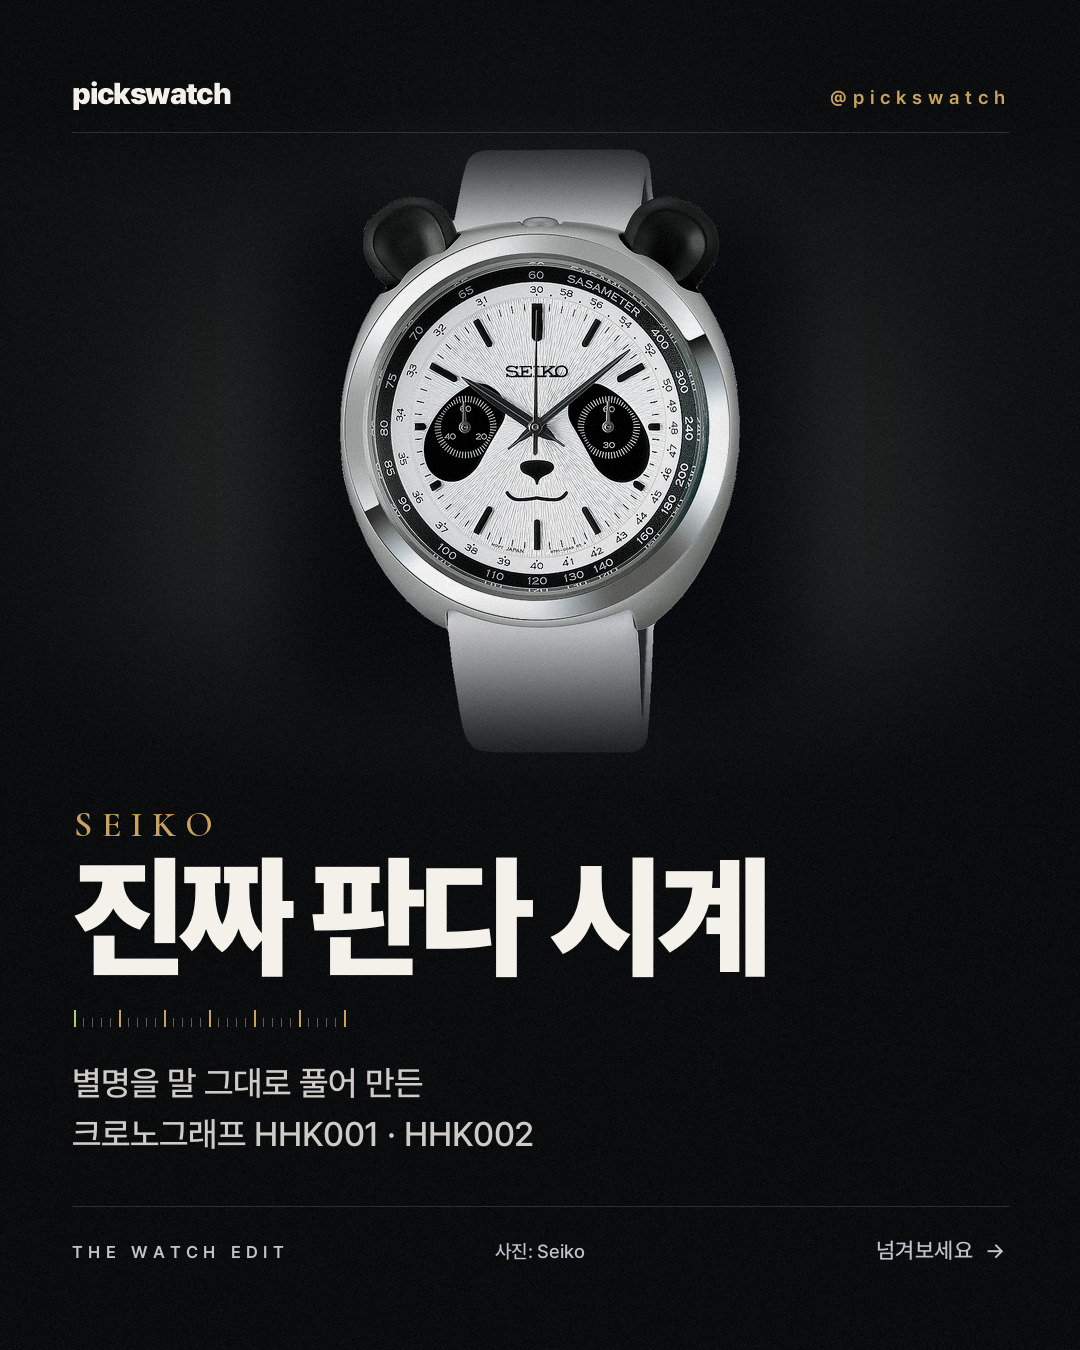 pickswatch
@pickswatch
SASAMETER
SEIKO
SEIKO
진짜 판다 시계
별명을 말 그대로 풀어 만든
크로노그래프 HHK001 · HHK002
THE WATCH EDIT
사진: Seiko
넘겨보세요 →